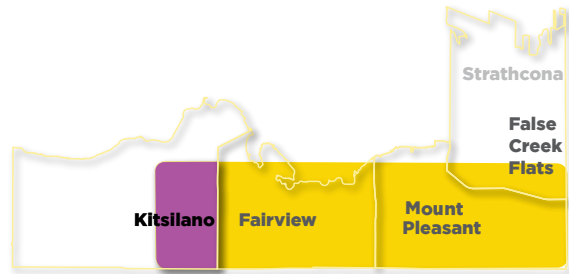 Strathcona
False
Creek
Flats
Kitsilano
Fairview
Mount
Pleasant